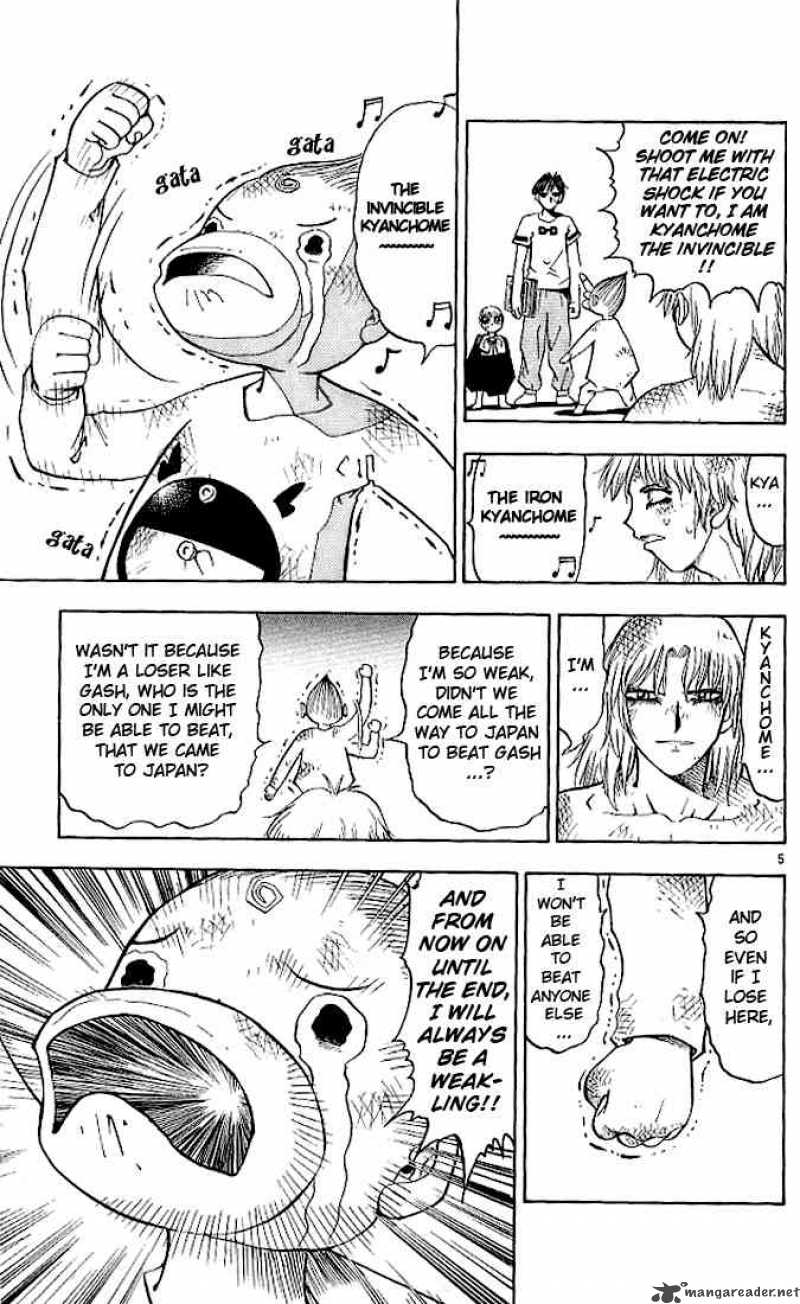 COME ON!
SHOOT ME WITH
THAT ELECTRIC
SHOCK IF YOU
WANT TO, I AM
KYANCHOME
THE INVINCIBLE
!!
THE
INVINCIBLE
KYANCHOME
~~~~~~~
gata
gata
gata
KYA
...
THE IRON
KYANCHOME
~~~~~~~~~
KYANCHOME
...
I'M
...
BECAUSE
I'M SO WEAK,
DIDN'T WE
COME ALL THE
WAY TO JAPAN
TO BEAT GASH
...?
WASN'T IT BECAUSE
I'M A LOSER LIKE
GASH, WHO IS THE
ONLY ONE I MIGHT
BE ABLE TO BEAT,
THAT WE CAME
TO JAPAN?
5
AND
SO
EVEN
IF I
LOSE
HERE,
I
WON'T
BE
ABLE
TO
BEAT
ANYONE
ELSE
...
AND
FROM
NOW ON
UNTIL
THE END,
I WILL
ALWAYS
BE A
WEAK-
LING!!
mangareader.net